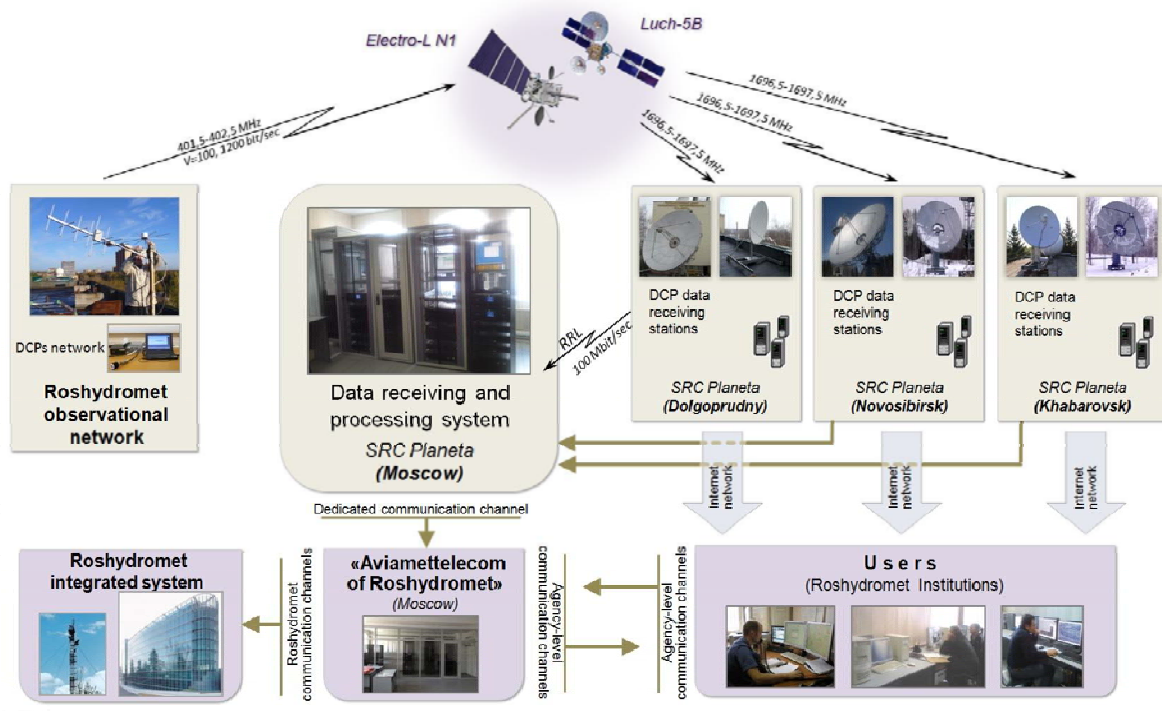 Electro-L N1
Luch-5B
401,5-402,5 MHz
V=100, 1200 bit/sec
1696,5-1697,5 MHz
1696,5-1697,5 MHz
1696,5-1697,5 MHz
DCPs network
Roshydromet
observational
network
Data receiving and
processing system
SRC Planeta
(Moscow)
RRL
100 Mbit/sec
DCP data
receiving
stations
SRC Planeta
(Dolgoprudny)
DCP data
receiving
stations
SRC Planeta
(Novosibirsk)
DCP data
receiving
stations
SRC Planeta
(Khabarovsk)
Internet
network
Internet
network
Internet
network
Dedicated communication channel
Roshydromet
integrated system
Roshydromet
communication channels
«Aviamettelecom
of Roshydromet»
(Moscow)
Agency-level
communication channels
Agency-level
communication channels
Users
(Roshydromet Institutions)